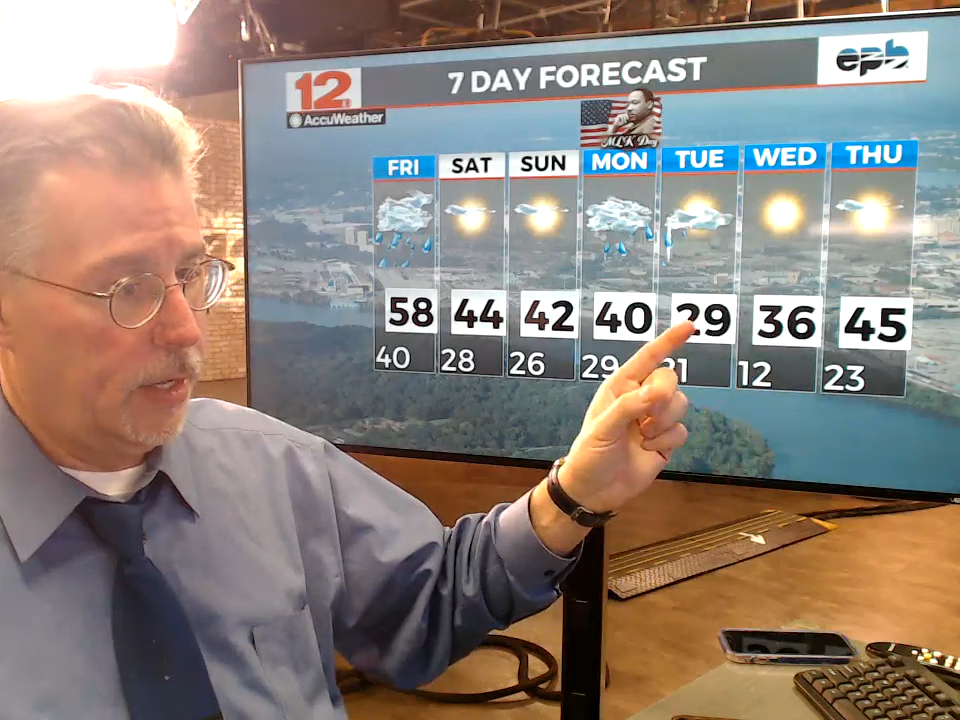 12
AccuWeather
7 DAY FORECAST
epb
MLK Day
FRI SAT SUN MON TUE WED THU
58 44 42 40 29 36 45
40 28 26 29 12 23